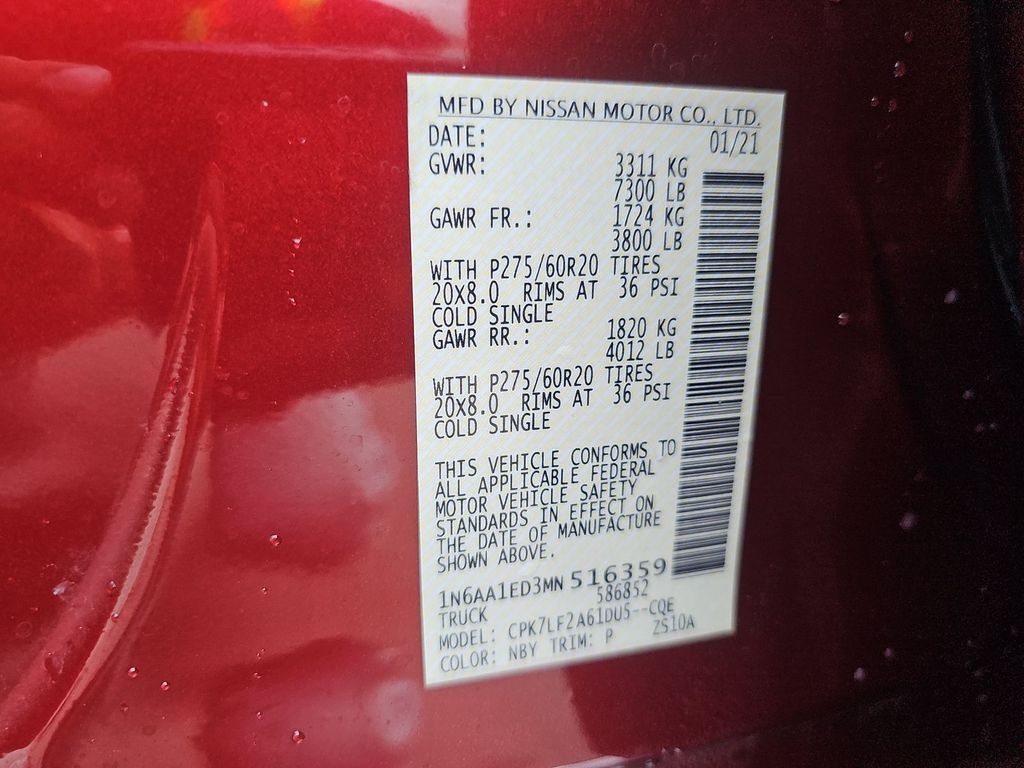 MFD BY NISSAN MOTOR CO., LTD.
DATE: 01/21
GVWR: 3311 KG
7300 LB
GAWR FR.: 1724 KG
3800 LB
WITH P275/60R20 TIRES
20X8.0 RIMS AT 36 PSI
COLD SINGLE
GAWR RR.: 1820 KG
4012 LB
WITH P275/60R20 TIRES
20X8.0 RIMS AT 36 PSI
COLD SINGLE
THIS VEHICLE CONFORMS TO
ALL APPLICABLE FEDERAL
MOTOR VEHICLE SAFETY
STANDARDS IN EFFECT ON
THE DATE OF MANUFACTURE
SHOWN ABOVE.
1N6AA1ED3MN516359
TRUCK 586852
MODEL: CPK7LF2A61DU5--CQE
COLOR: NBY TRIM: P ZS10A